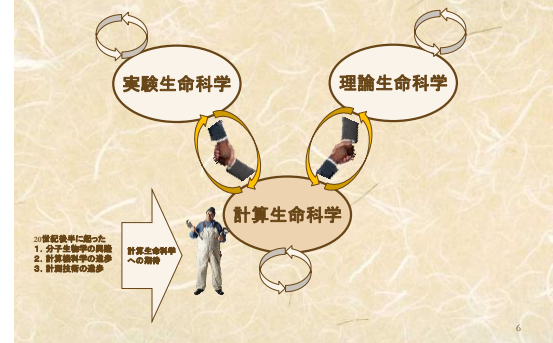 実験生命科学
理論生命科学
計算生命科学
20世紀後半に起った
1. 分子生物学の興隆
2. 計算機科学の進歩
3. 計測技術の進歩
計算生命科学
への期待
6